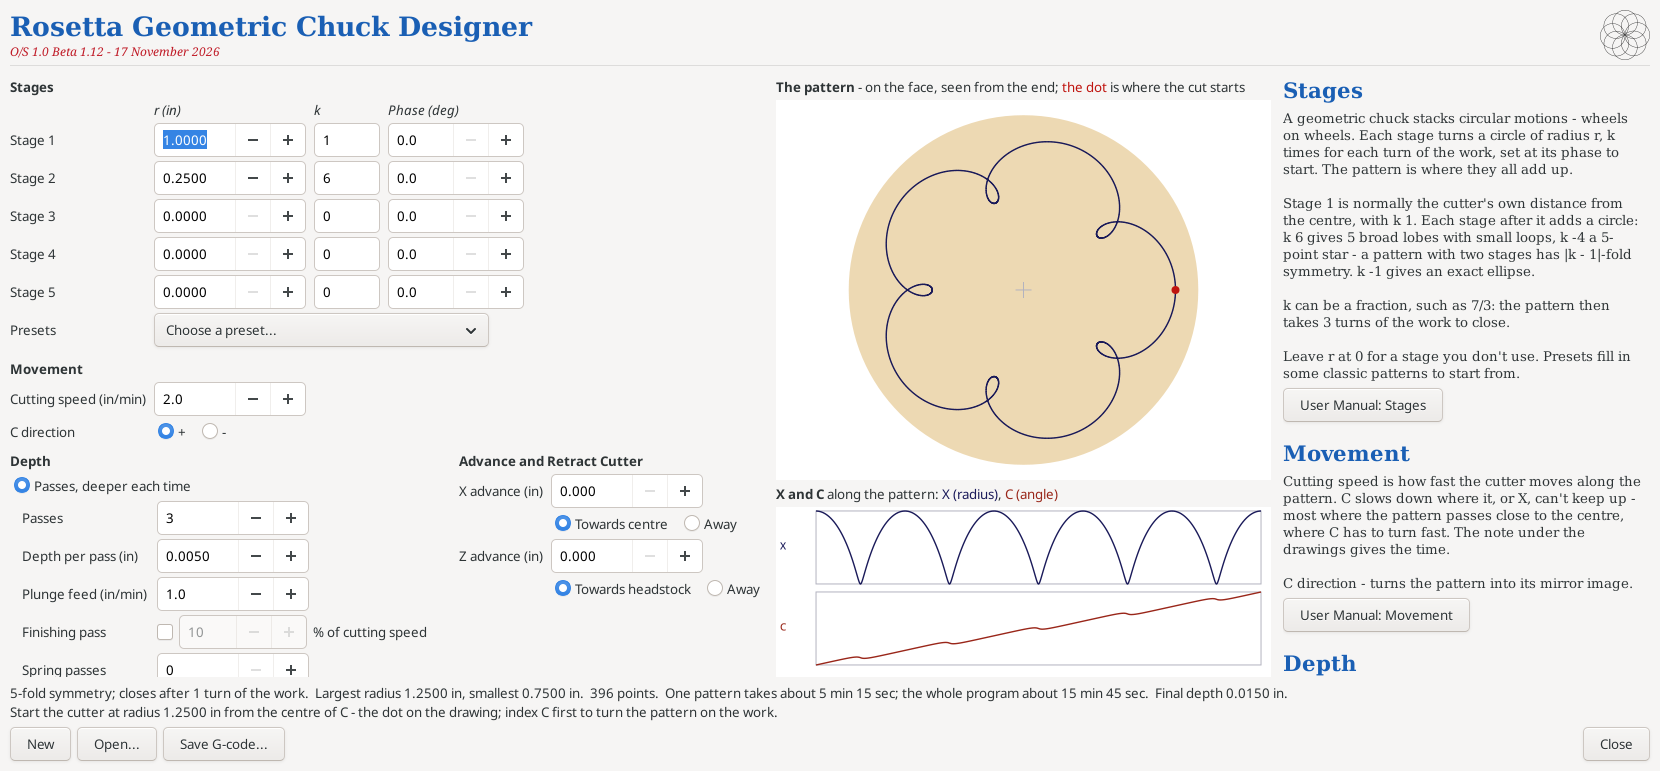 Rosetta Geometric Chuck Designer
O/S 1.0 Beta 1.12 - 17 November 2026
Stages
r (in) k Phase (deg)
Stage 1 1.0000 1 0.0
Stage 2 0.2500 6 0.0
Stage 3 0.0000 0 0.0
Stage 4 0.0000 0 0.0
Stage 5 0.0000 0 0.0
Presets Choose a preset...
Movement
Cutting speed (in/min) 2.0
C direction + -
Depth
Passes, deeper each time
Passes 3
Depth per pass (in) 0.0050
Plunge feed (in/min) 1.0
Finishing pass 10 % of cutting speed
Spring passes 0
Advance and Retract Cutter
X advance (in) 0.000
Towards centre Away
Z advance (in) 0.000
Towards headstock Away
The pattern - on the face, seen from the end; the dot is where the cut starts
X and C along the pattern: X (radius), C (angle)
X
C
Stages
A geometric chuck stacks circular motions - wheels
on wheels. Each stage turns a circle of radius r, k
times for each turn of the work, set at its phase to
start. The pattern is where they all add up.
Stage 1 is normally the cutter's own distance from
the centre, with k 1. Each stage after it adds a circle:
k 6 gives 5 broad lobes with small loops, k -4 a 5-
point star - a pattern with two stages has |k - 1|-fold
symmetry. k -1 gives an exact ellipse.
k can be a fraction, such as 7/3: the pattern then
takes 3 turns of the work to close.
Leave r at 0 for a stage you don't use. Presets fill in
some classic patterns to start from.
User Manual: Stages
Movement
Cutting speed is how fast the cutter moves along the
pattern. C slows down where it, or X, can't keep up -
most where the pattern passes close to the centre,
where C has to turn fast. The note under the
drawings gives the time.
C direction - turns the pattern into its mirror image.
User Manual: Movement
Depth
5-fold symmetry; closes after 1 turn of the work. Largest radius 1.2500 in, smallest 0.7500 in. 396 points. One pattern takes about 5 min 15 sec; the whole program about 15 min 45 sec. Final depth 0.0150 in.
Start the cutter at radius 1.2500 in from the centre of C - the dot on the drawing; index C first to turn the pattern on the work.
New Open... Save G-code... Close